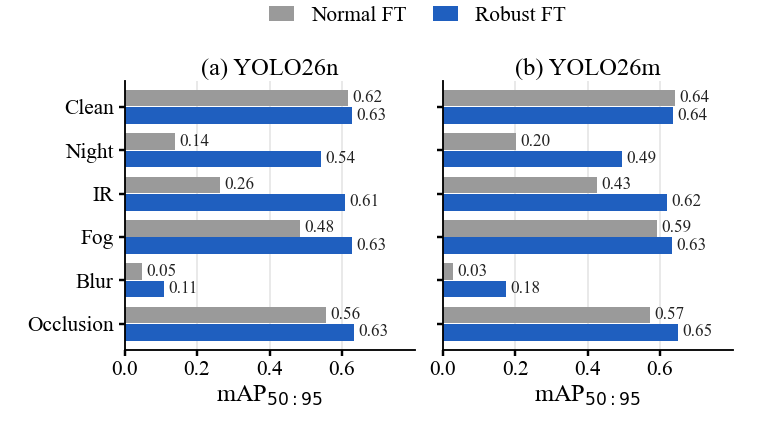 Normal FT Robust FT
(a) YOLO26n
Clean 0.62 0.63
Night 0.14 0.54
IR 0.26 0.61
Fog 0.48 0.63
Blur 0.05 0.11
Occlusion 0.56 0.63
0.0 0.2 0.4 0.6
mAP50:95
(b) YOLO26m
0.64 0.64
0.20 0.49
0.43 0.62
0.59 0.63
0.03 0.18
0.57 0.65
0.0 0.2 0.4 0.6
mAP50:95